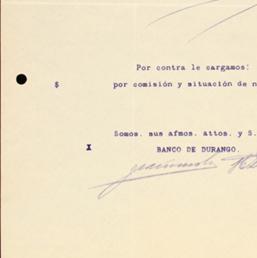 Por contra le cargamos:
$ por comisión y situación de n
Somos. sus afmos. attos. y S.
X BANCO DE DURANGO.